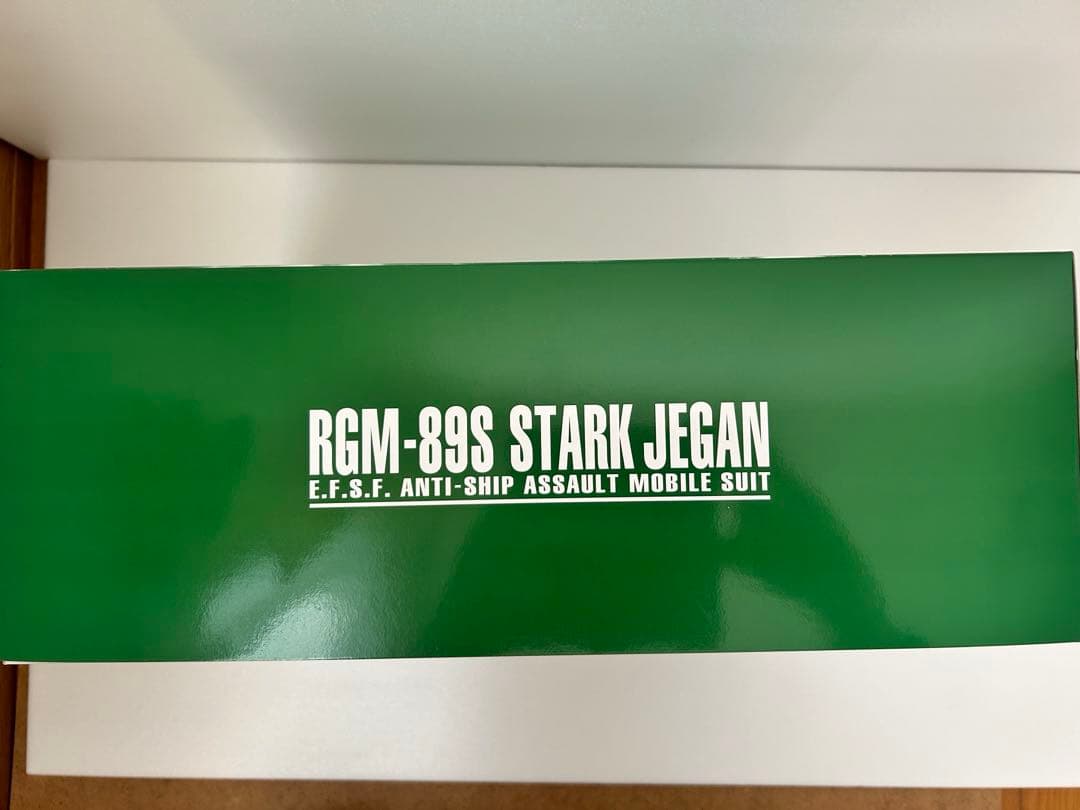 RGM-89S STARK JEGAN
E.F.S.F. ANTI-SHIP ASSAULT MOBILE SUIT